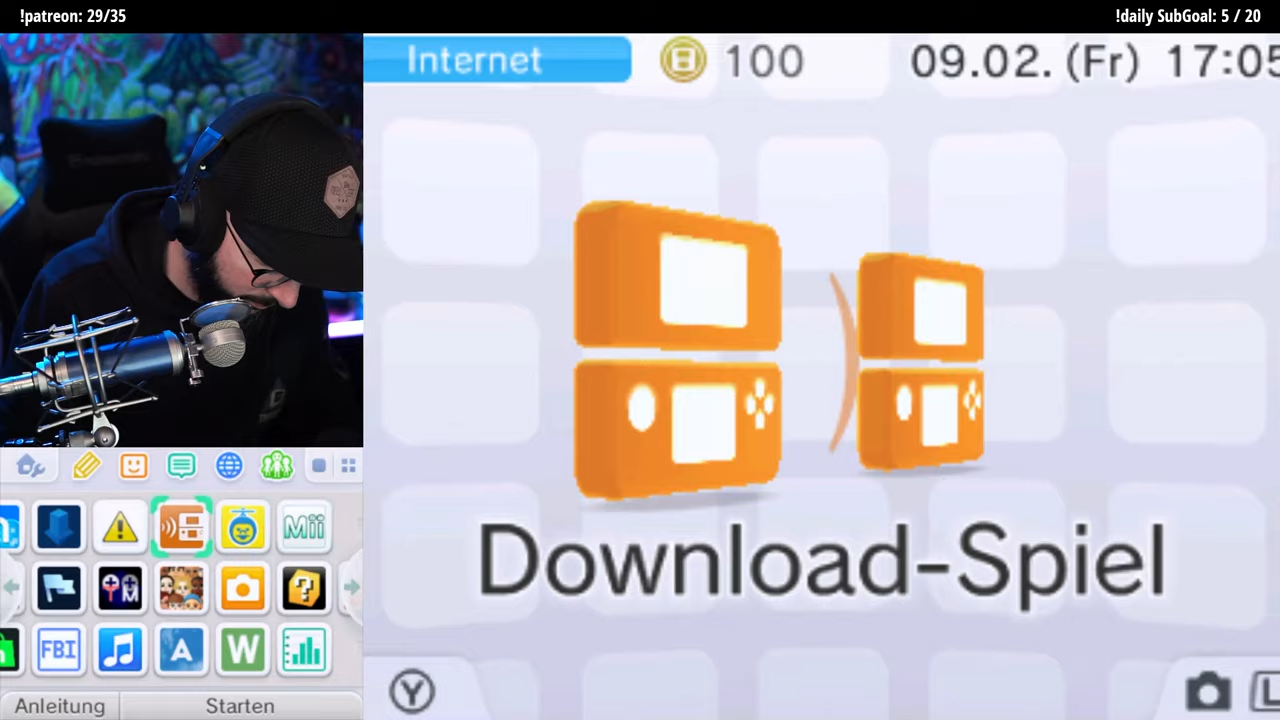 !patreon: 29/35
!daily SubGoal: 5 / 20
Internet
100
09.02. (Fr) 17:05
Download-Spiel
Y
L
Mii
?
FBI
A
W
Anleitung
Starten